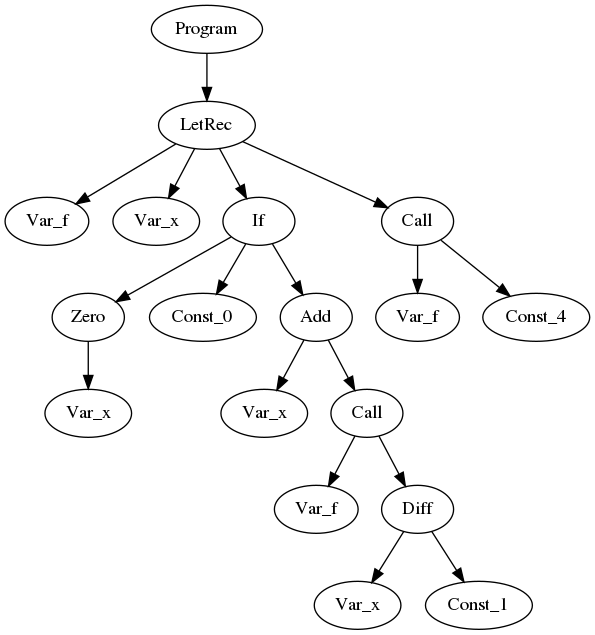 Program
LetRec
Var_f
Var_x
If
Call
Zero
Const_0
Add
Var_f
Const_4
Var_x
Var_x
Call
Var_f
Diff
Var_x
Const_1